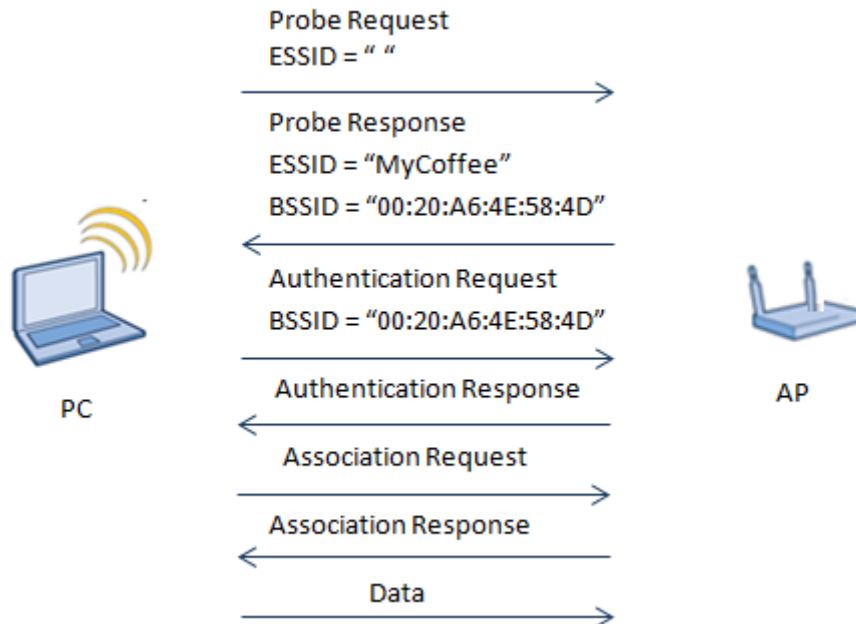 Probe Request
ESSID = “ “
Probe Response
ESSID = “MyCoffee”
BSSID = “00:20:A6:4E:58:4D”
Authentication Request
BSSID = “00:20:A6:4E:58:4D”
Authentication Response
PC
AP
Association Request
Association Response
Data